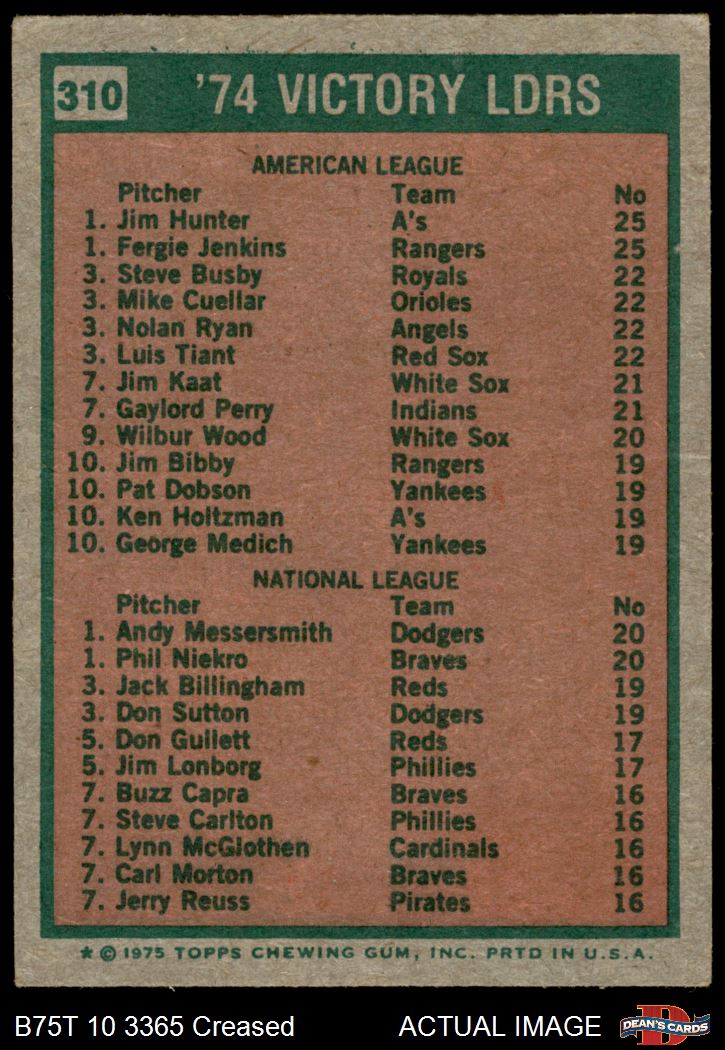 310 '74 VICTORY LDRS
AMERICAN LEAGUE
Pitcher Team No
1. Jim Hunter A's 25
1. Fergie Jenkins Rangers 25
3. Steve Busby Royals 22
3. Mike Cuellar Orioles 22
3. Nolan Ryan Angels 22
3. Luis Tiant Red Sox 22
7. Jim Kaat White Sox 21
7. Gaylord Perry Indians 21
9. Wilbur Wood White Sox 20
10. Jim Bibby Rangers 19
10. Pat Dobson Yankees 19
10. Ken Holtzman A's 19
10. George Medich Yankees 19
NATIONAL LEAGUE
Pitcher Team No
1. Andy Messersmith Dodgers 20
1. Phil Niekro Braves 20
3. Jack Billingham Reds 19
3. Don Sutton Dodgers 19
5. Don Gullett Reds 17
5. Jim Lonborg Phillies 17
7. Buzz Capra Braves 16
7. Steve Carlton Phillies 16
7. Lynn McGlothen Cardinals 16
7. Carl Morton Braves 16
7. Jerry Reuss Pirates 16
* © 1975 TOPPS CHEWING GUM, INC. PRTD IN U.S.A.
B75T 10 3365 Creased ACTUAL IMAGE D DEAN'S CARDS